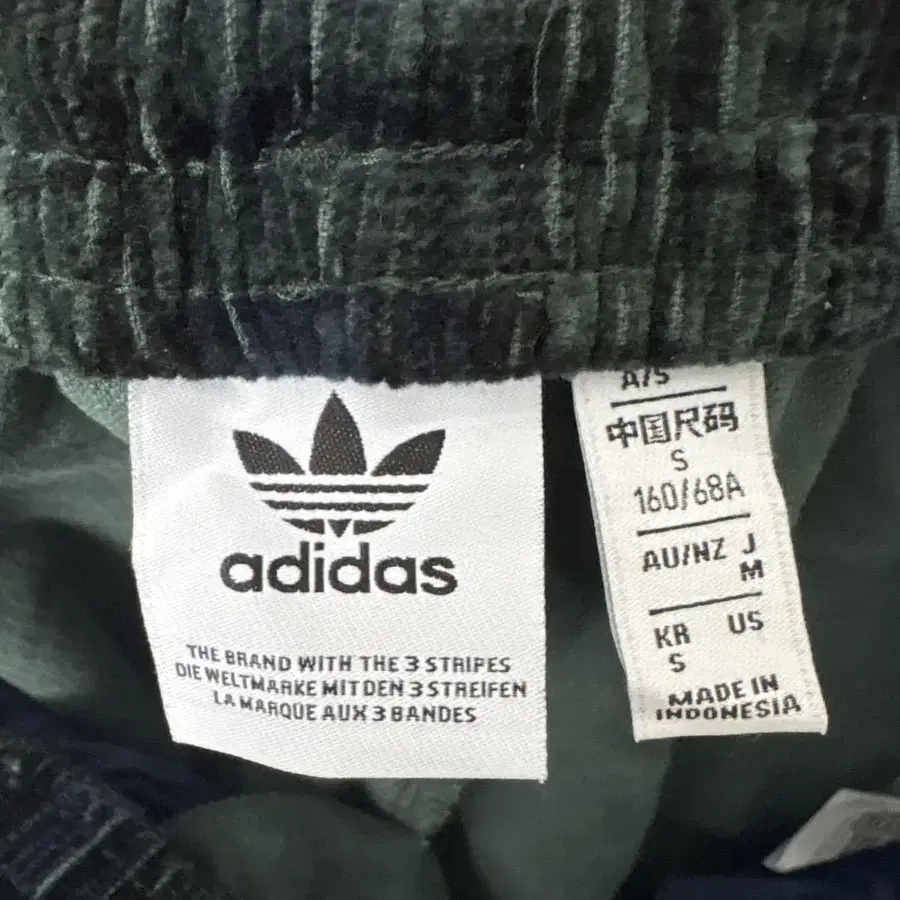 adidas
THE BRAND WITH THE 3 STRIPES
DIE WELTMARKE MIT DEN 3 STREIFEN
LA MARQUE AUX 3 BANDES
A/S
中国尺码
S
160/68A
AU/NZ J
M
KR US
S
MADE IN
INDONESIA